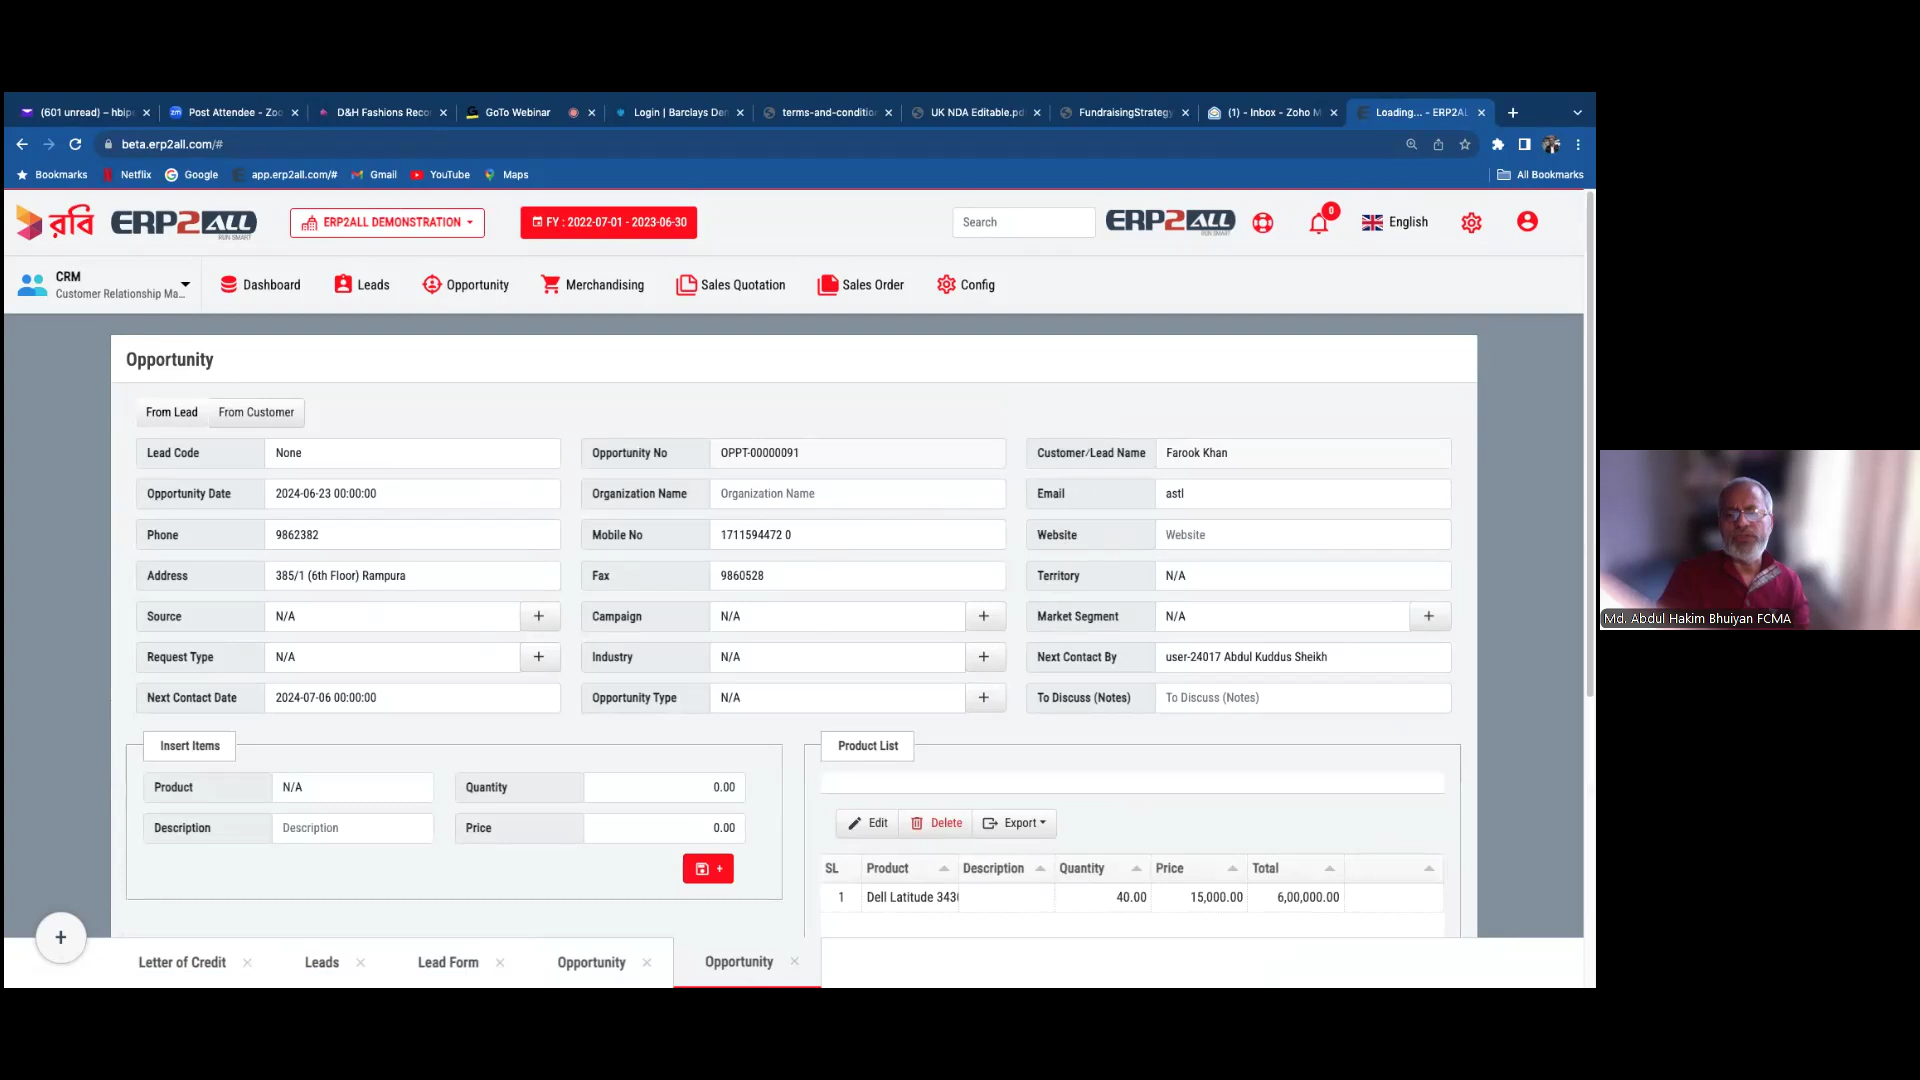 (601 unread) – hbipe
Post Attendee - Zoo
D&H Fashions Recor
GoTo Webinar
Login | Barclays Der
terms-and-condition
UK NDA Editable.pdf
FundraisingStrategy
(1) - Inbox - Zoho M
Loading... - ERP2AL
beta.erp2all.com/#
Bookmarks
Netflix
Google
app.erp2all.com/#
Gmail
YouTube
Maps
All Bookmarks
রবি
ERP2ALL
RUN SMART
ERP2ALL DEMONSTRATION
FY : 2022-07-01 - 2023-06-30
Search
ERP2ALL
RUN SMART
0
English
CRM
Customer Relationship Ma...
Dashboard
Leads
Opportunity
Merchandising
Sales Quotation
Sales Order
Config
Opportunity
From Lead
From Customer
Lead Code None
Opportunity No OPPT-00000091
Customer/Lead Name Farook Khan
Opportunity Date 2024-06-23 00:00:00
Organization Name Organization Name
Email astl
Phone 9862382
Mobile No 1711594472 0
Website Website
Address 385/1 (6th Floor) Rampura
Fax 9860528
Territory N/A
Source N/A +
Campaign N/A +
Market Segment N/A +
Request Type N/A +
Industry N/A +
Next Contact By user-24017 Abdul Kuddus Sheikh
Next Contact Date 2024-07-06 00:00:00
Opportunity Type N/A +
To Discuss (Notes) To Discuss (Notes)
Insert Items
Product N/A
Quantity 0.00
Description Description
Price 0.00
+
Product List
Edit
Delete
Export
SL Product Description Quantity Price Total
1 Dell Latitude 3430 40.00 15,000.00 6,00,000.00
+
Letter of Credit
Leads
Lead Form
Opportunity
Opportunity
Md. Abdul Hakim Bhuiyan FCMA